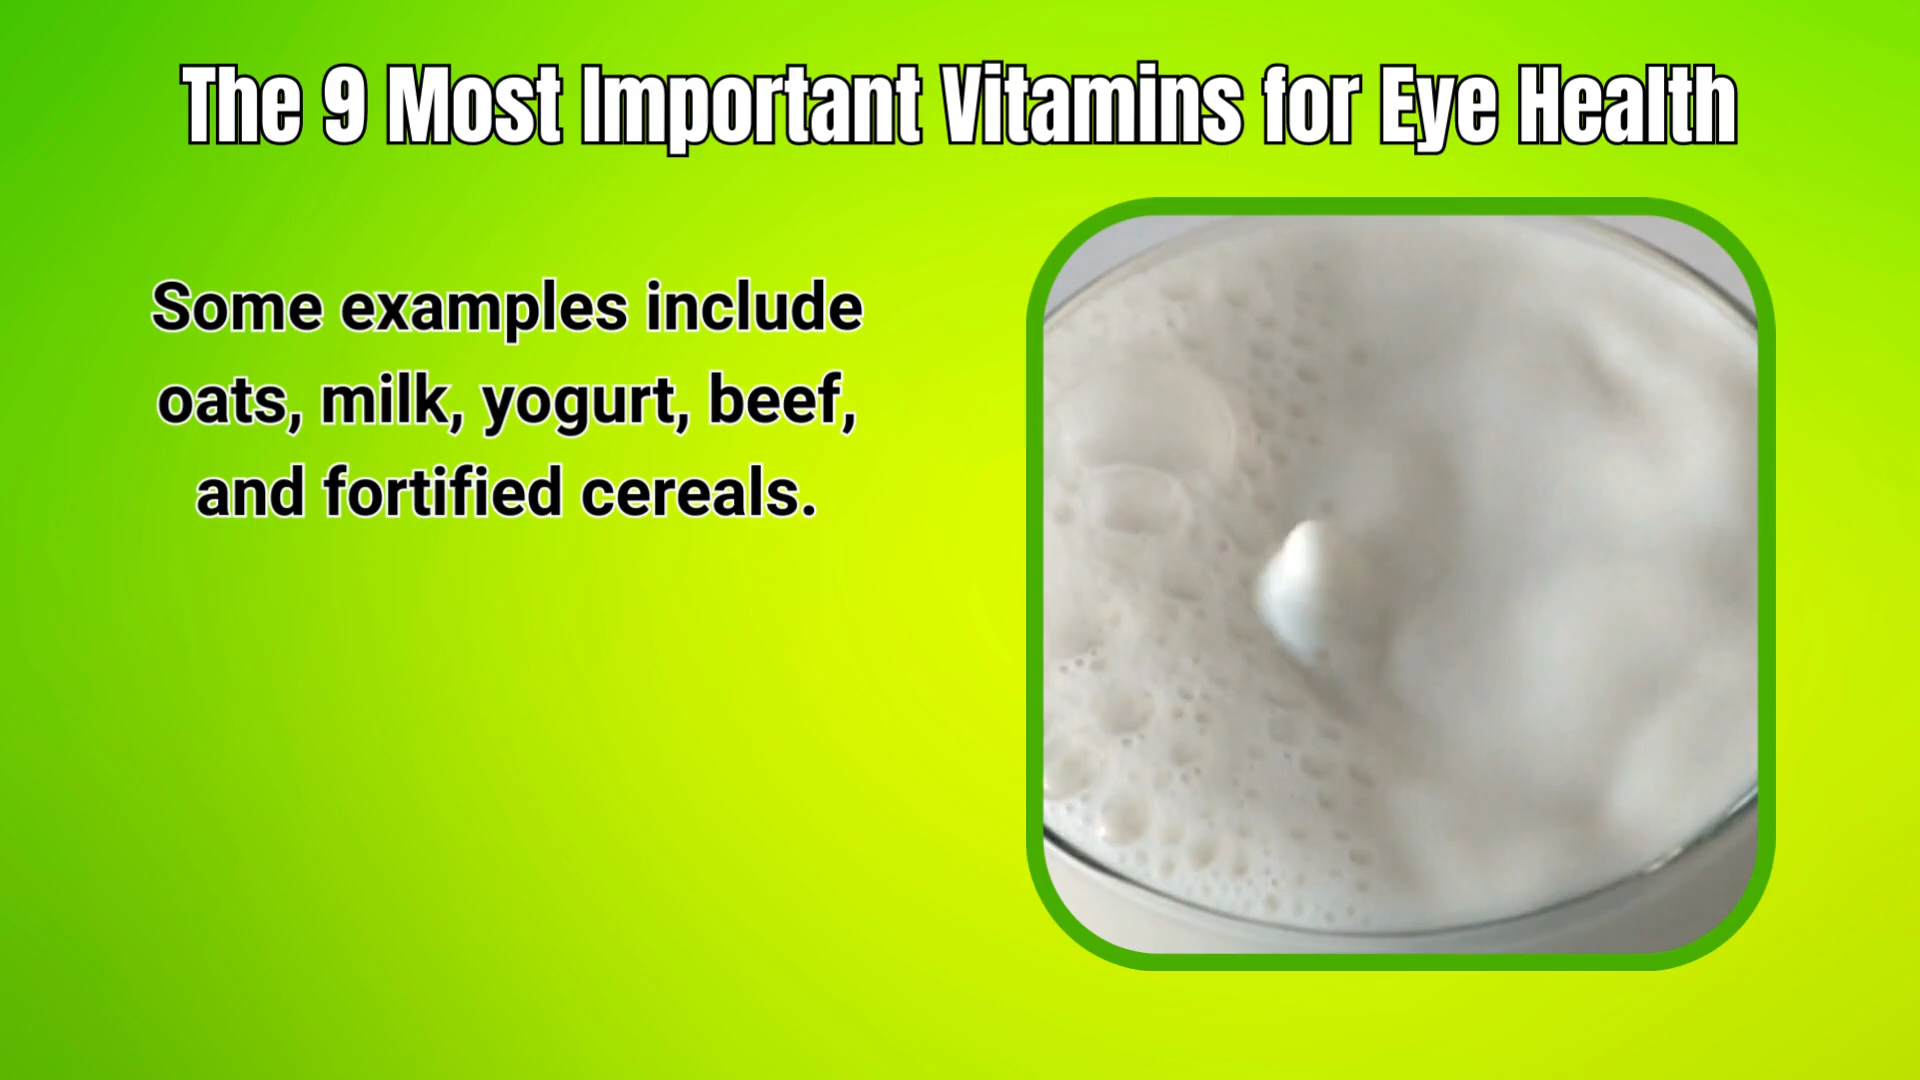 The 9 Most Important Vitamins for Eye Health
Some examples include
oats, milk, yogurt, beef,
and fortified cereals.